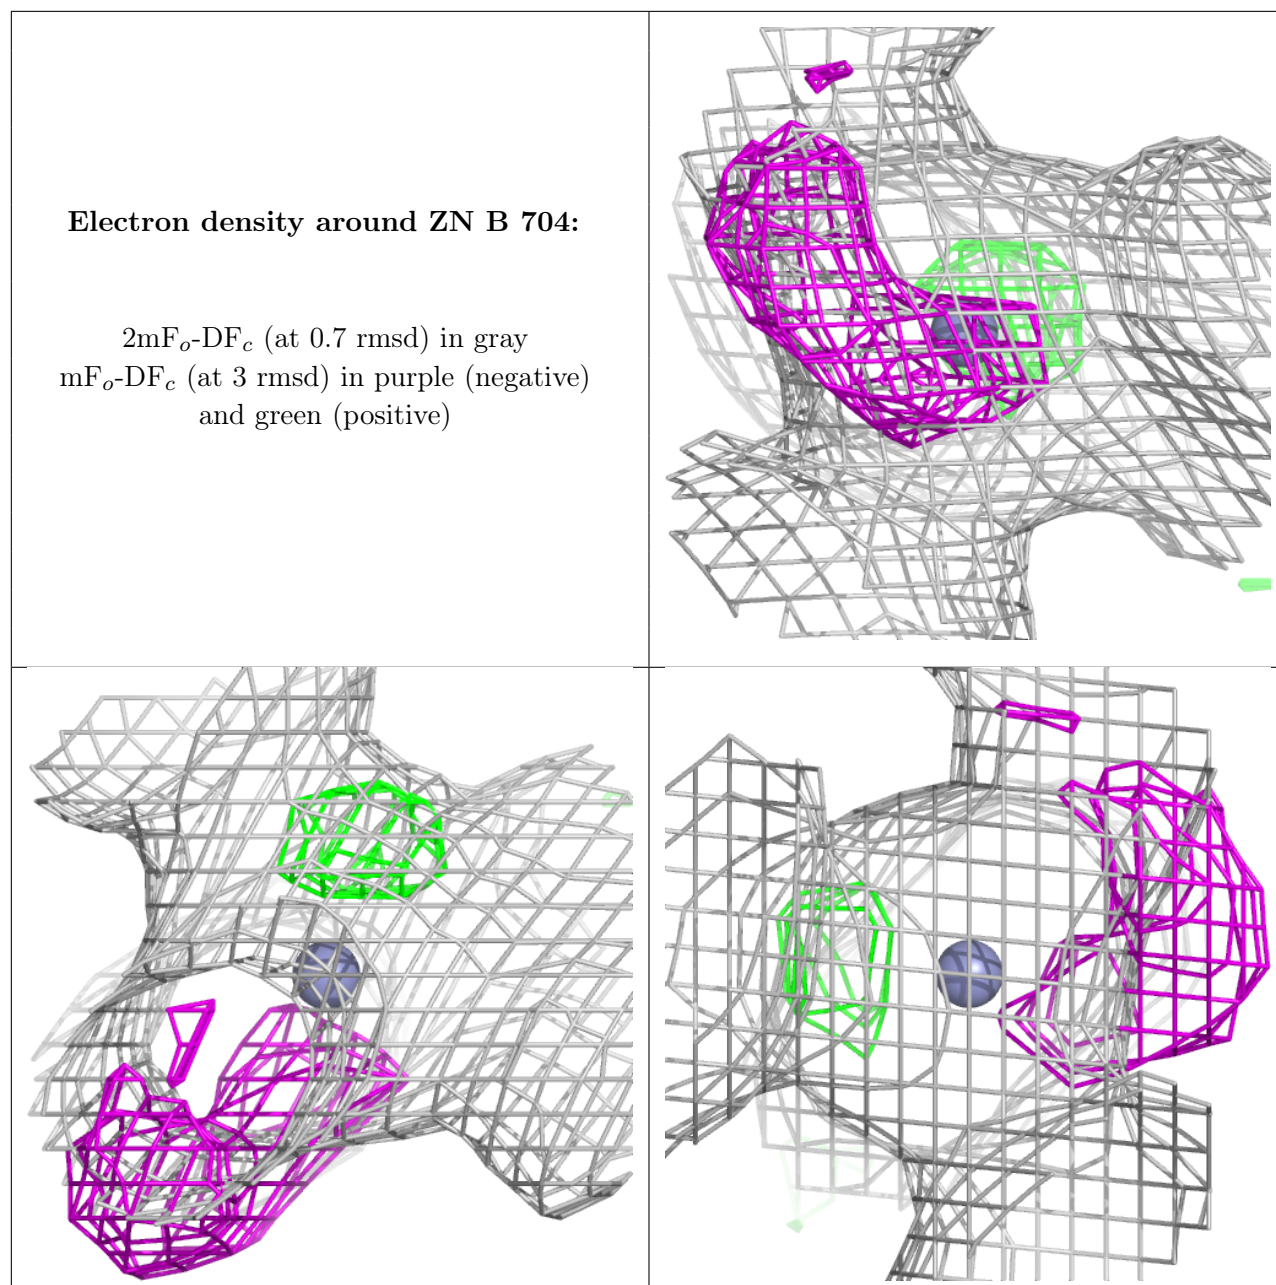 Electron density around ZN B 704:
2mFo-DFc (at 0.7 rmsd) in gray
mFo-DFc (at 3 rmsd) in purple (negative)
and green (positive)